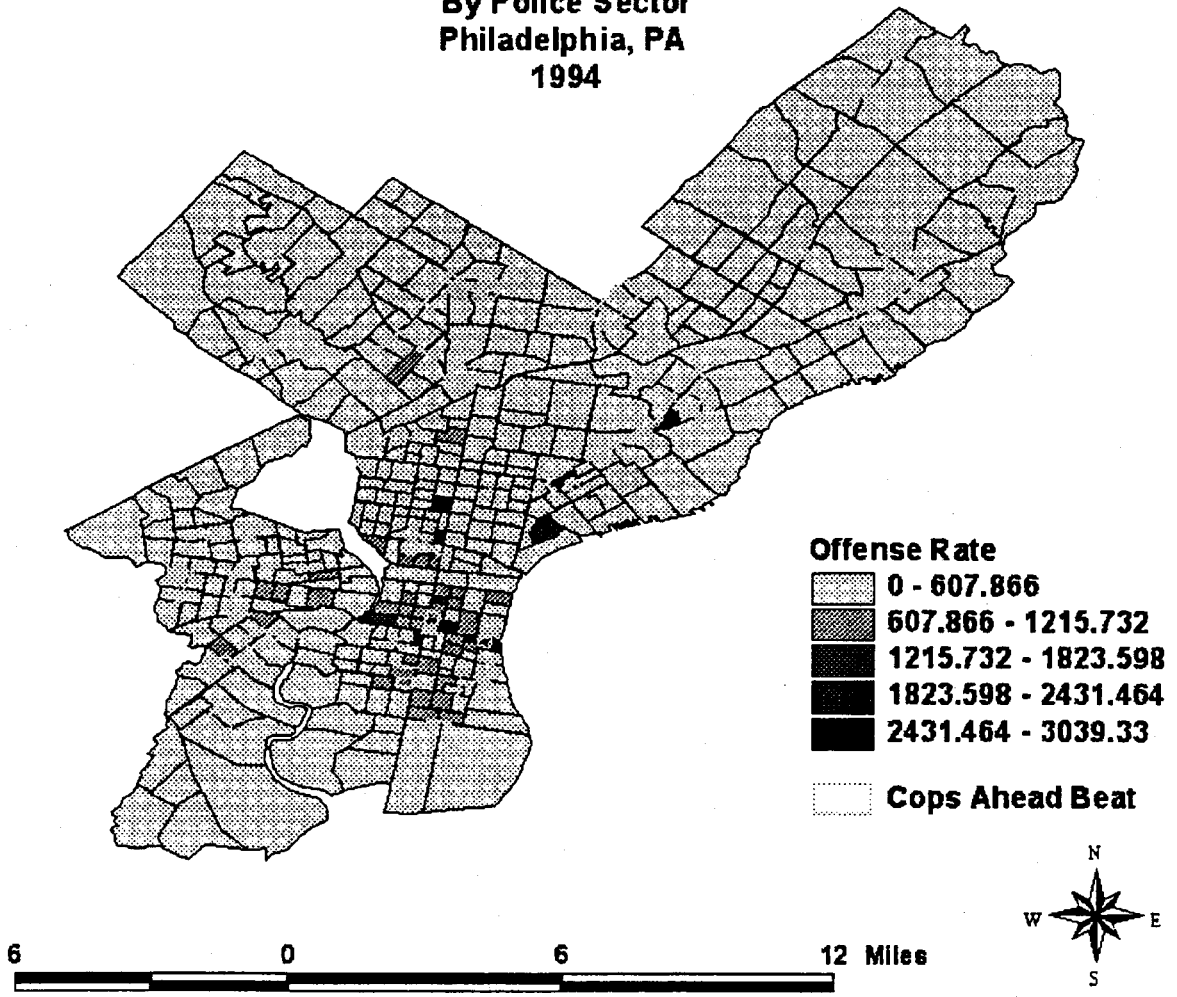 By Police Sector
Philadelphia, PA
1994
Offense Rate
0 - 607.866
607.866 - 1215.732
1215.732 - 1823.598
1823.598 - 2431.464
2431.464 - 3039.33
Cops Ahead Beat
N
W E
S
6 0 6 12 Miles